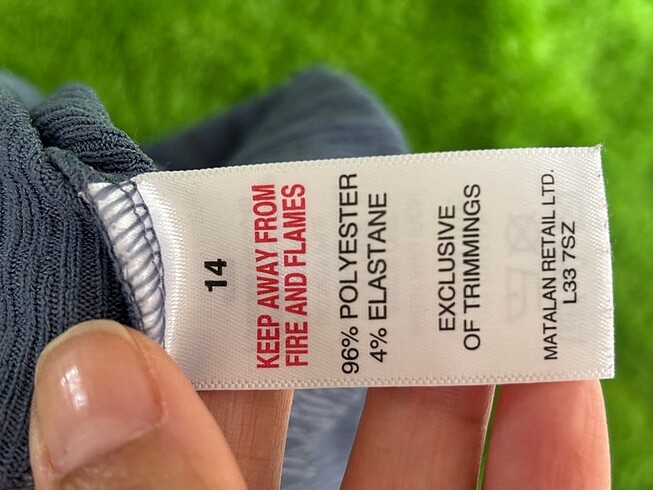 14
KEEP AWAY FROM
FIRE AND FLAMES
96% POLYESTER
4% ELASTANE
EXCLUSIVE
OF TRIMMINGS
MATALAN RETAIL LTD.
L33 7SZ